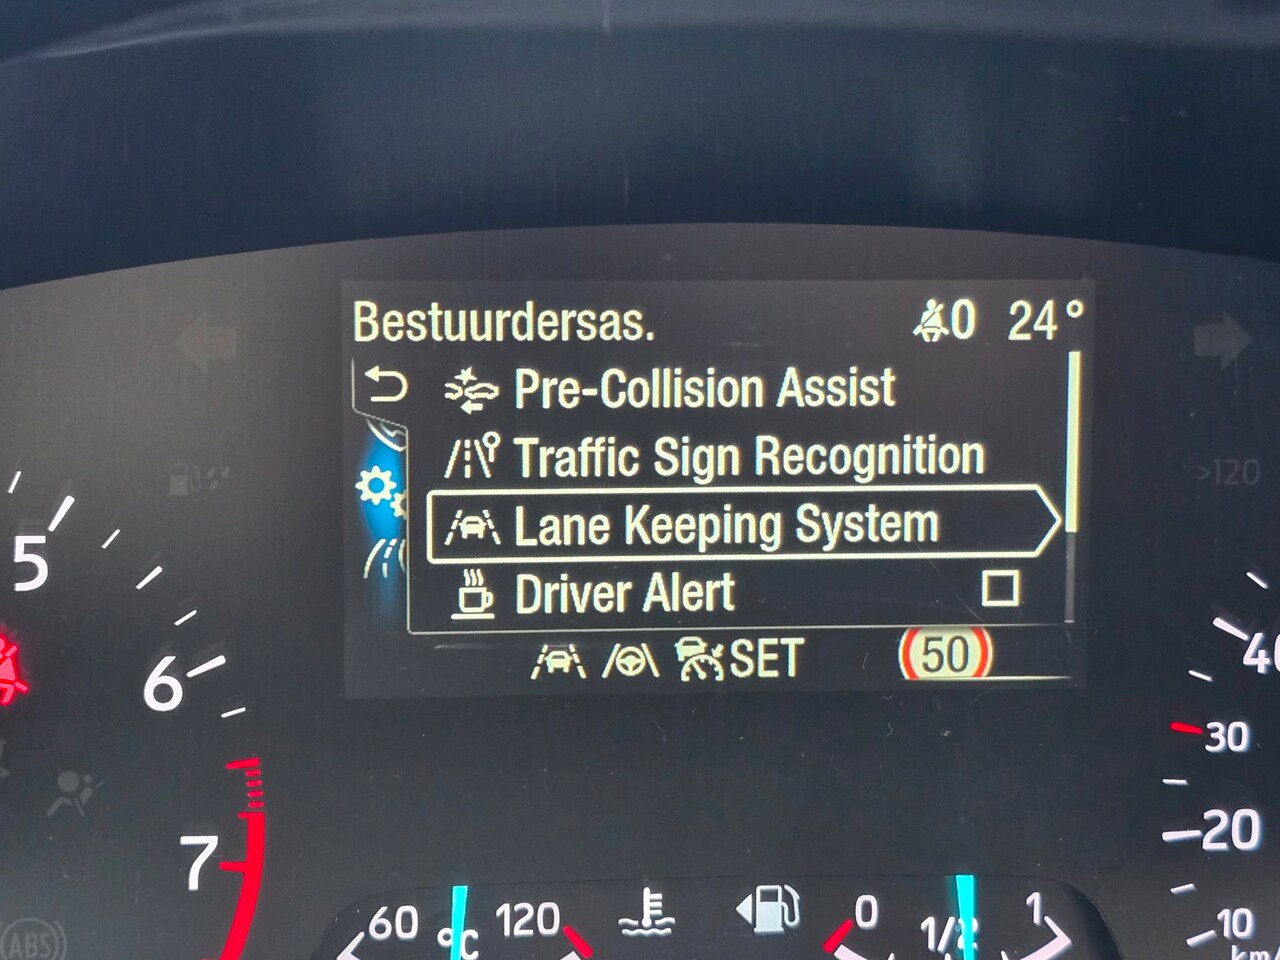 Bestuurdersas. 0 24°
Pre-Collision Assist
Traffic Sign Recognition
>120
Lane Keeping System
5
Driver Alert
SET 50
6
40
30
7
20
60 °C 120
0 1/2 1
10
km/
ABS